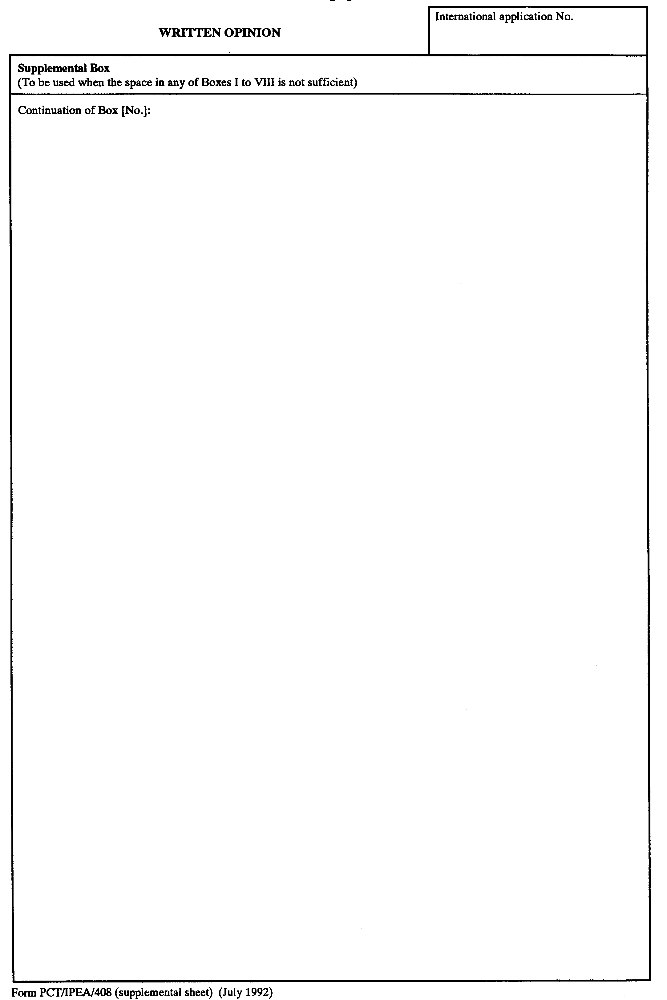 WRITTEN OPINION
International application No.
Supplemental Box
(To be used when the space in any of Boxes I to VIII is not sufficient)
Continuation of Box [No.]:
Form PCT/IPEA/408 (supplemental sheet) (July 1992)